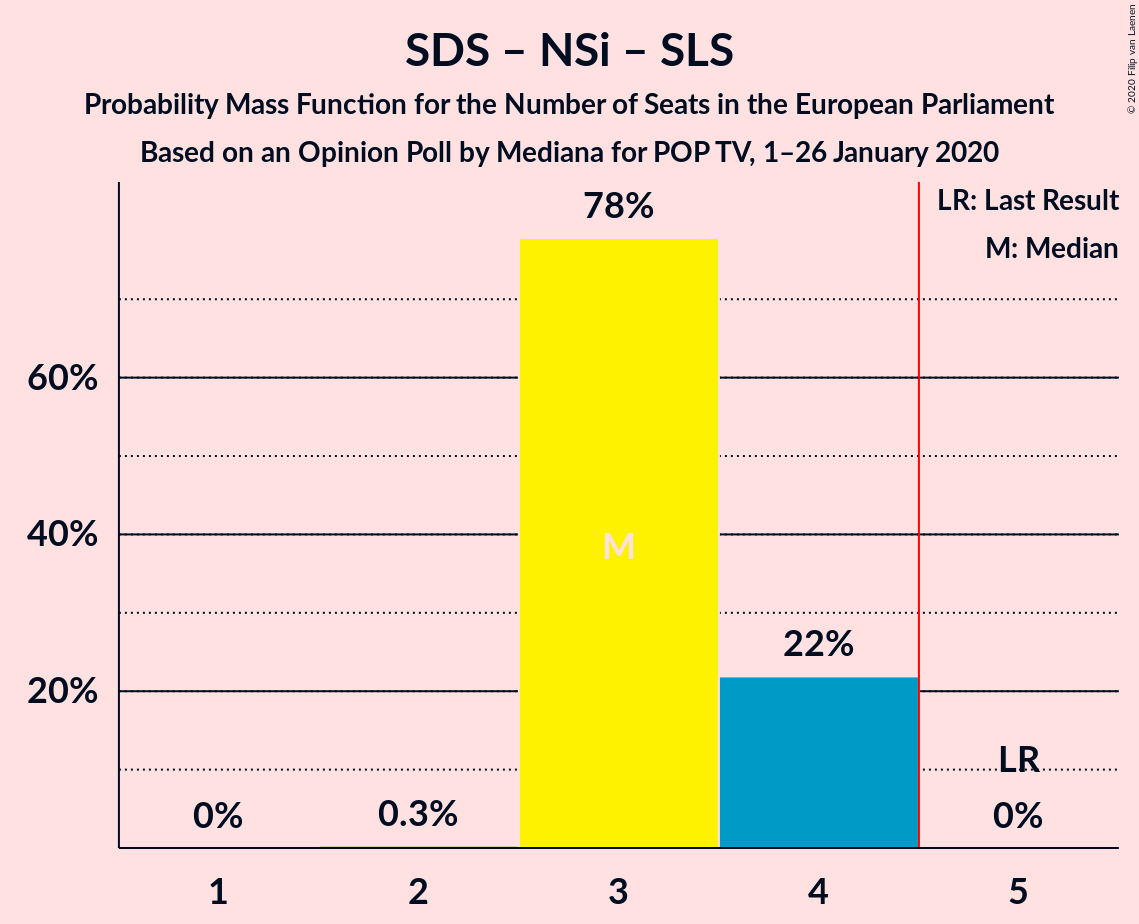 SDS – NSi – SLS
Probability Mass Function for the Number of Seats in the European Parliament
Based on an Opinion Poll by Mediana for POP TV, 1–26 January 2020
© 2020 Filip van Laenen
LR: Last Result
M: Median
78%
60%
40%
M
22%
20%
LR
0%
0.3%
0%
1
2
3
4
5